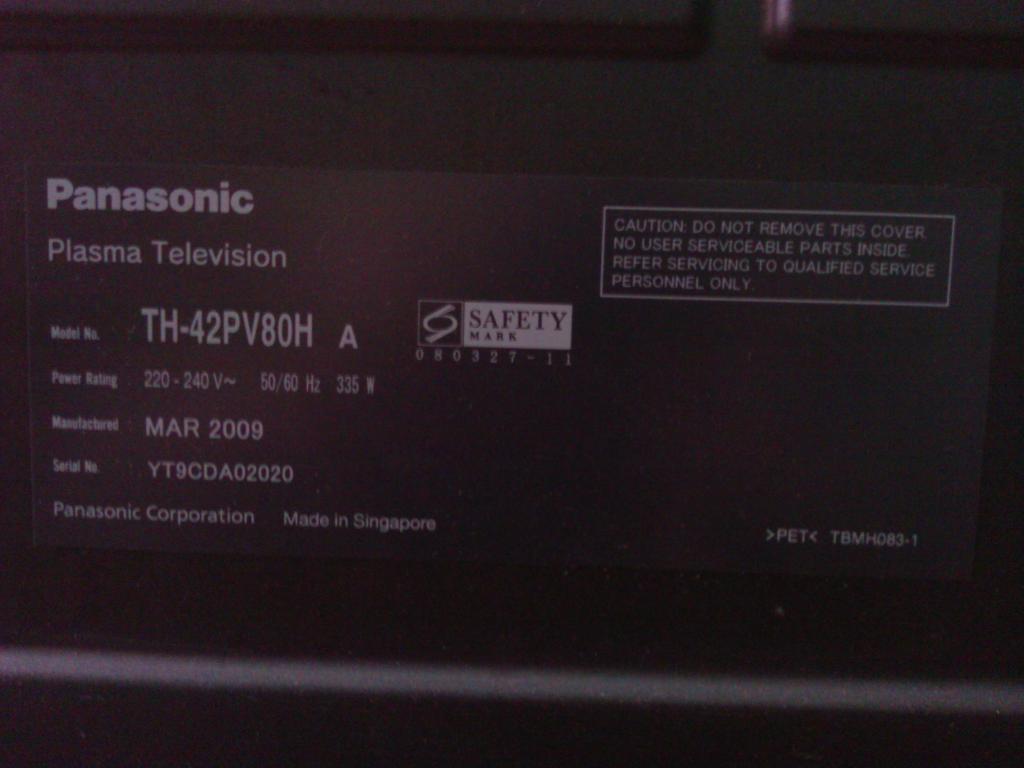 Panasonic
Plasma Television
CAUTION: DO NOT REMOVE THIS COVER.
NO USER SERVICEABLE PARTS INSIDE.
REFER SERVICING TO QUALIFIED SERVICE
PERSONNEL ONLY.
Model No. TH-42PV80H A
SAFETY
MARK
080327-11
Power Rating 220 - 240 V~ 50/60 Hz 335 W
Manufactured MAR 2009
Serial No. YT9CDA02020
Panasonic Corporation Made in Singapore
>PET< TBMH083-1